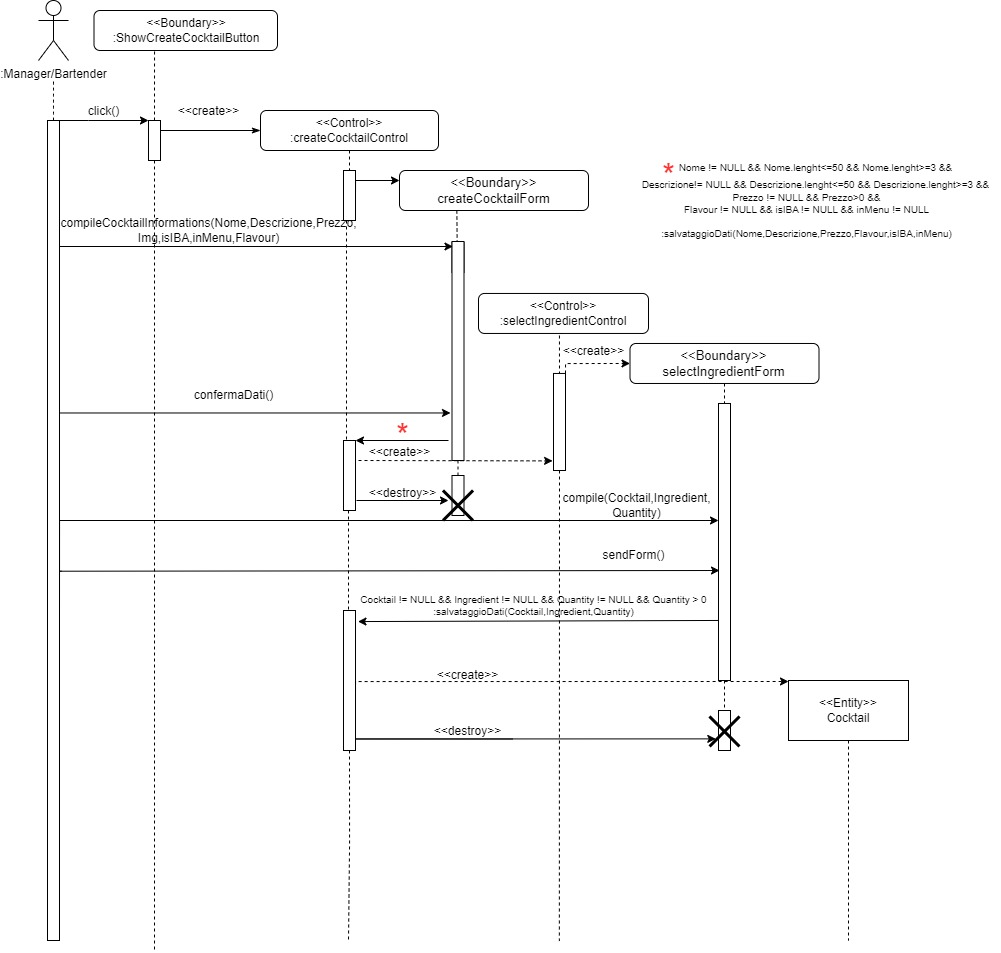 <<Boundary>>
:ShowCreateCocktailButton
:Manager/Bartender
click()
<<create>>
<<Control>>
:createCocktailControl
* Nome != NULL && Nome.lenght<=50 && Nome.lenght>=3 &&
Descrizione!= NULL && Descrizione.lenght<=50 && Descrizione.lenght>=3 &&
Prezzo != NULL && Prezzo>0 &&
Flavour != NULL && isIBA != NULL && inMenu != NULL
:salvataggioDati(Nome,Descrizione,Prezzo,Flavour,isIBA,inMenu)
<<Boundary>>
createCocktailForm
compileCocktailInformations(Nome,Descrizione,Prezzo,
Img,isIBA,inMenu,Flavour)
<<Control>>
:selectIngredientControl
<<create>>
<<Boundary>>
selectIngredientForm
confermaDati()
*
<<create>>
<<destroy>>
compile(Cocktail,Ingredient,
Quantity)
sendForm()
Cocktail != NULL && Ingredient != NULL && Quantity != NULL && Quantity > 0
:salvataggioDati(Cocktail,Ingredient,Quantity)
<<create>>
<<Entity>>
Cocktail
<<destroy>>